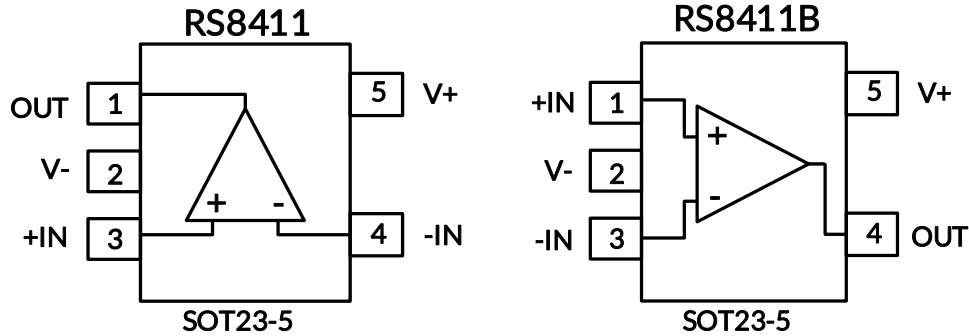 RS8411
OUT 1
5 V+
V- 2
+IN 3
+ -
4 -IN
SOT23-5
RS8411B
+IN 1
5 V+
+
V- 2
-
-IN 3
4 OUT
SOT23-5